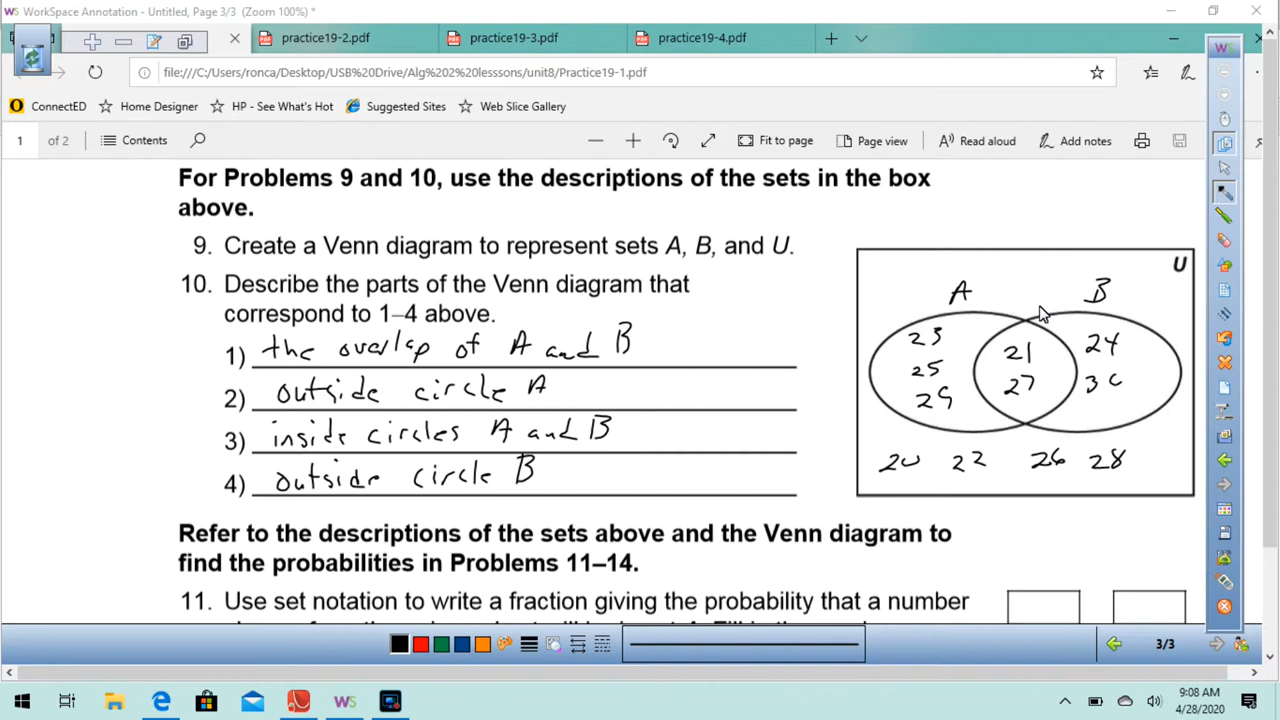 WorkSpace Annotation - Untitled, Page 3/3 (Zoom 100%) *
practice19-2.pdf
practice19-3.pdf
practice19-4.pdf
file:///C:/Users/ronca/Desktop/USB%20Drive/Alg%202%20lesssons/unit8/Practice19-1.pdf
ConnectED
Home Designer
HP - See What's Hot
Suggested Sites
Web Slice Gallery
1 of 2
Contents
Fit to page
Page view
Read aloud
Add notes
For Problems 9 and 10, use the descriptions of the sets in the box
above.
9. Create a Venn diagram to represent sets A, B, and U.
10. Describe the parts of the Venn diagram that
correspond to 1–4 above.
1) the overlap of A and B
2) outside circle A
3) inside circles A and B
4) outside circle B
U
A B
23 21 24
25 27 30
29
20 22 26 28
Refer to the descriptions of the sets above and the Venn diagram to
find the probabilities in Problems 11–14.
11. Use set notation to write a fraction giving the probability that a number
3/3
9:08 AM
4/28/2020